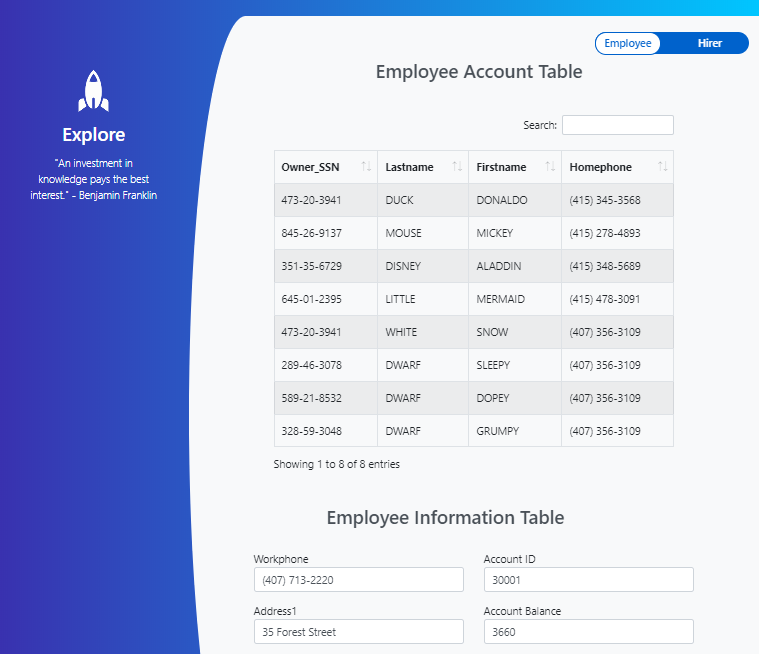 Employee Hirer
Employee Account Table
Explore
"An investment in
knowledge pays the best
interest." - Benjamin Franklin
Search:
Owner_SSN Lastname Firstname Homephone
473-20-3941 DUCK DONALDO (415) 345-3568
845-26-9137 MOUSE MICKEY (415) 278-4893
351-35-6729 DISNEY ALADDIN (415) 348-5689
645-01-2395 LITTLE MERMAID (415) 478-3091
473-20-3941 WHITE SNOW (407) 356-3109
289-46-3078 DWARF SLEEPY (407) 356-3109
589-21-8532 DWARF DOPEY (407) 356-3109
328-59-3048 DWARF GRUMPY (407) 356-3109
Showing 1 to 8 of 8 entries
Employee Information Table
Workphone Account ID
(407) 713-2220 30001
Address1 Account Balance
35 Forest Street 3660